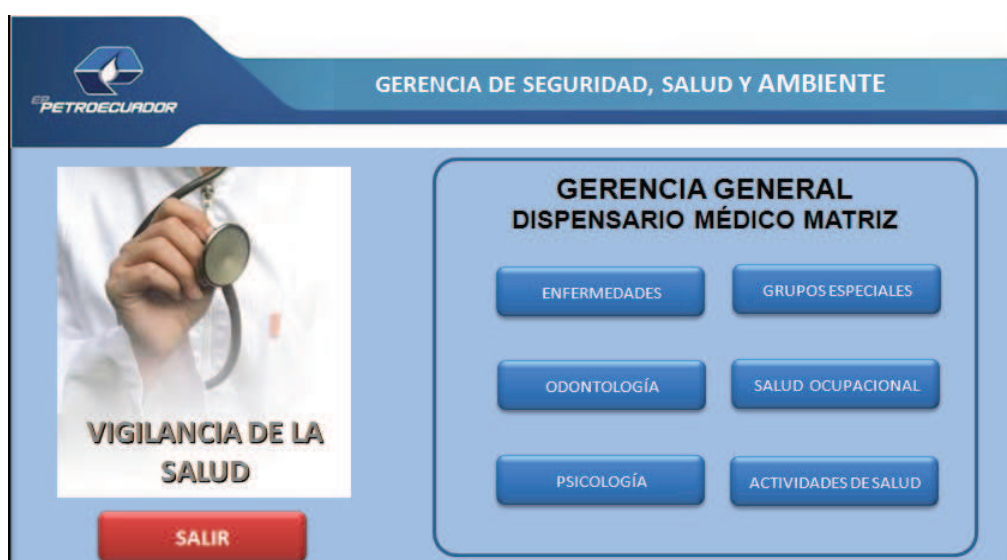 EP PETROECUADOR
GERENCIA DE SEGURIDAD, SALUD Y AMBIENTE
VIGILANCIA DE LA
SALUD
SALIR
GERENCIA GENERAL
DISPENSARIO MÉDICO MATRIZ
ENFERMEDADES
GRUPOS ESPECIALES
ODONTOLOGÍA
SALUD OCUPACIONAL
PSICOLOGÍA
ACTIVIDADES DE SALUD